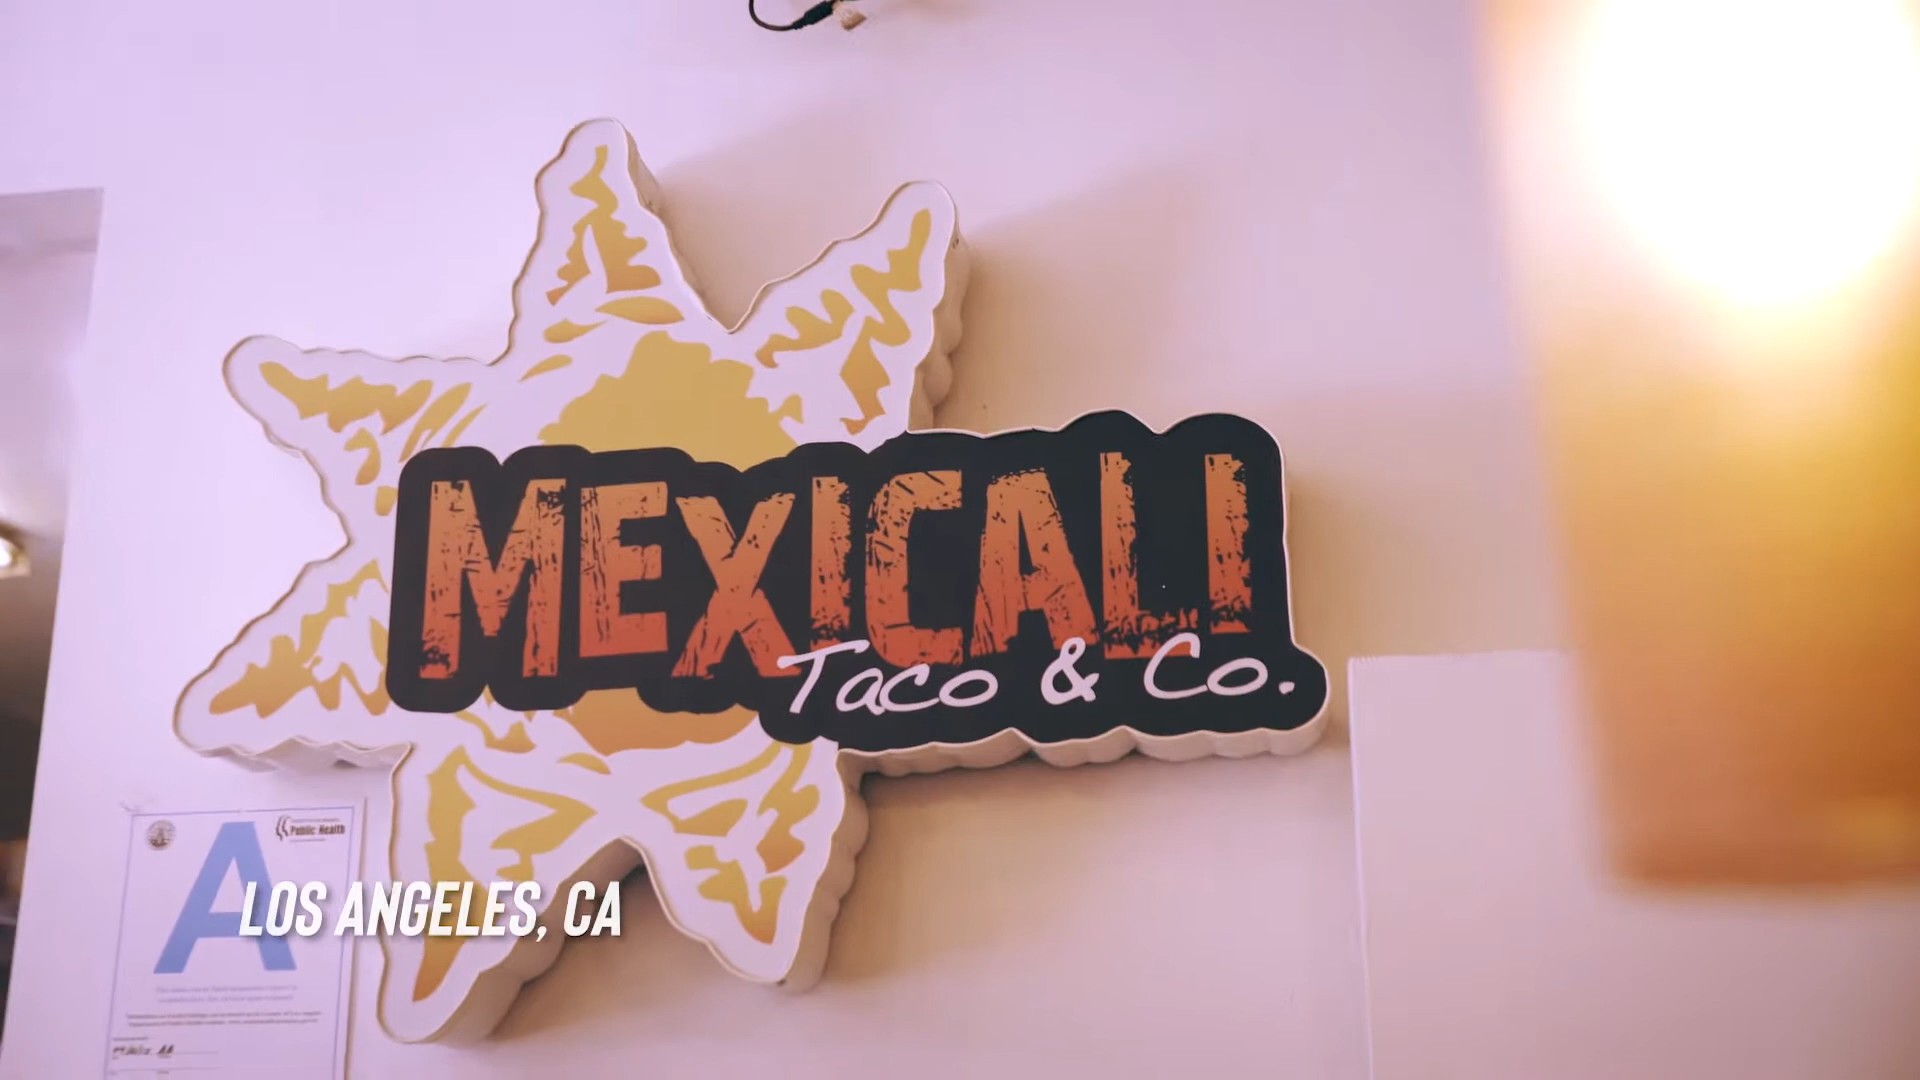 MEXICALI
Taco & Co.
A
Public Health
LOS ANGELES, CA